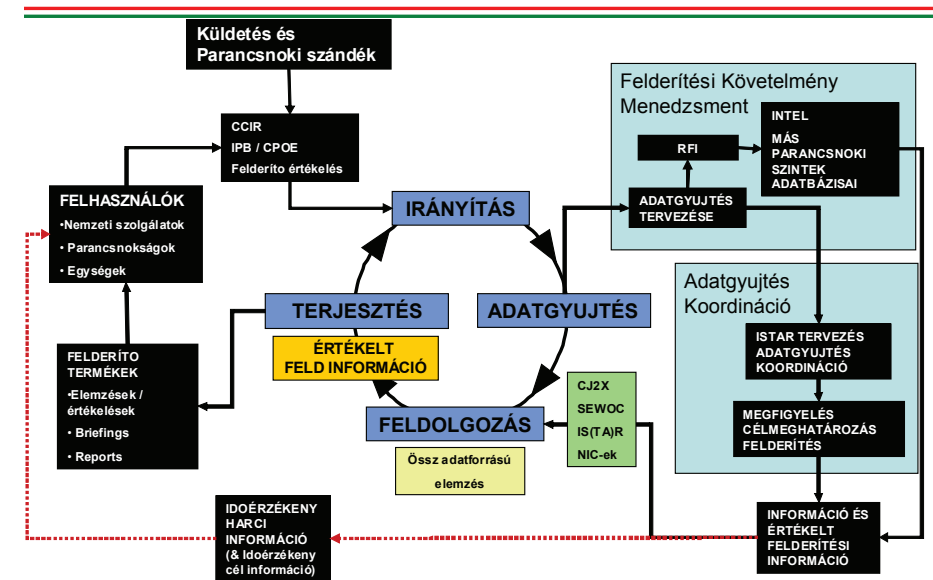 Küldetés és
Parancsnoki szándék
CCIR
IPB / CPOE
Felderíto értékelés
FELHASZNÁLÓK
•Nemzeti szolgálatok
• Parancsnokságok
• Egységek
FELDERÍTO
TERMÉKEK
•Elemzések /
értékelések
• Briefings
• Reports
IRÁNYÍTÁS
TERJESZTÉS
ADATGYUJTÉS
ÉRTÉKELT
FELD INFORMÁCIÓ
FELDOLGOZÁS
Össz adatforrású
elemzés
CJ2X
SEWOC
IS(TA)R
NIC-ek
Felderítési Követelmény
Menedzsment
RFI
ADATGYUJTÉS
TERVEZÉSE
INTEL
MÁS
PARANCSNOKI
SZINTEK
ADATBÁZISAI
Adatgyujtés
Koordináció
ISTAR TERVEZÉS
ADATGYUJTÉS
KOORDINÁCIÓ
MEGFIGYELÉS
CÉLMEGHATÁROZÁS
FELDERÍTÉS
INFORMÁCIÓ ÉS
ÉRTÉKELT
FELDERÍTÉSI
INFORMÁCIÓ
IDOÉRZÉKENY
HARCI
INFORMÁCIÓ
(& Idoérzékeny
cél információ)